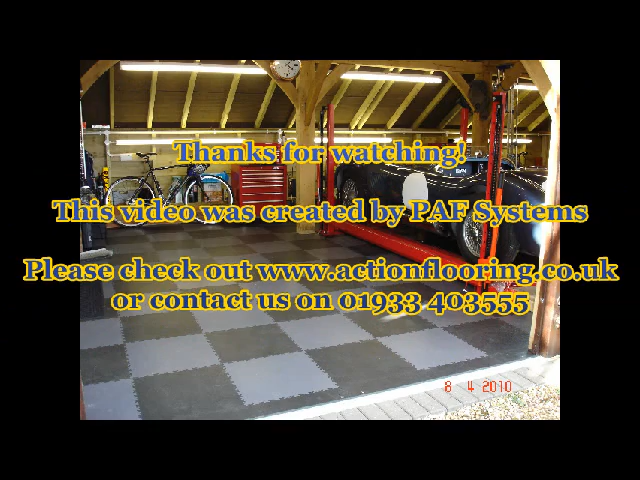 Thanks for watching!
This video was created by PAF Systems
Please check out www.actionflooring.co.uk
or contact us on 01933 403555
8 4 2010